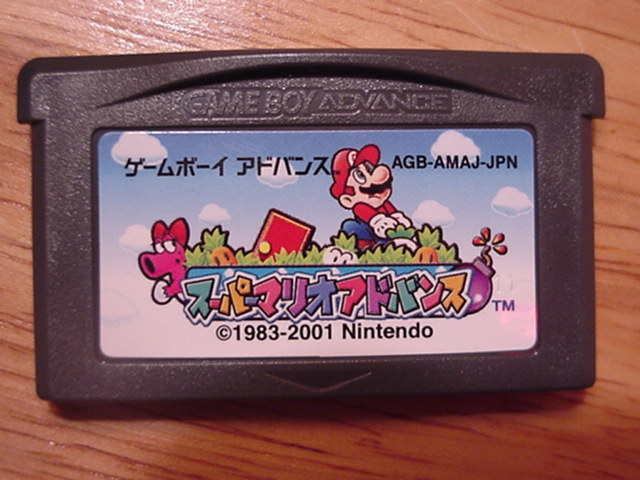 GAME BOY ADVANCE
ゲームボーイ アドバンス AGB-AMAJ-JPN
スーパーマリオアドバンス TM
©1983-2001 Nintendo